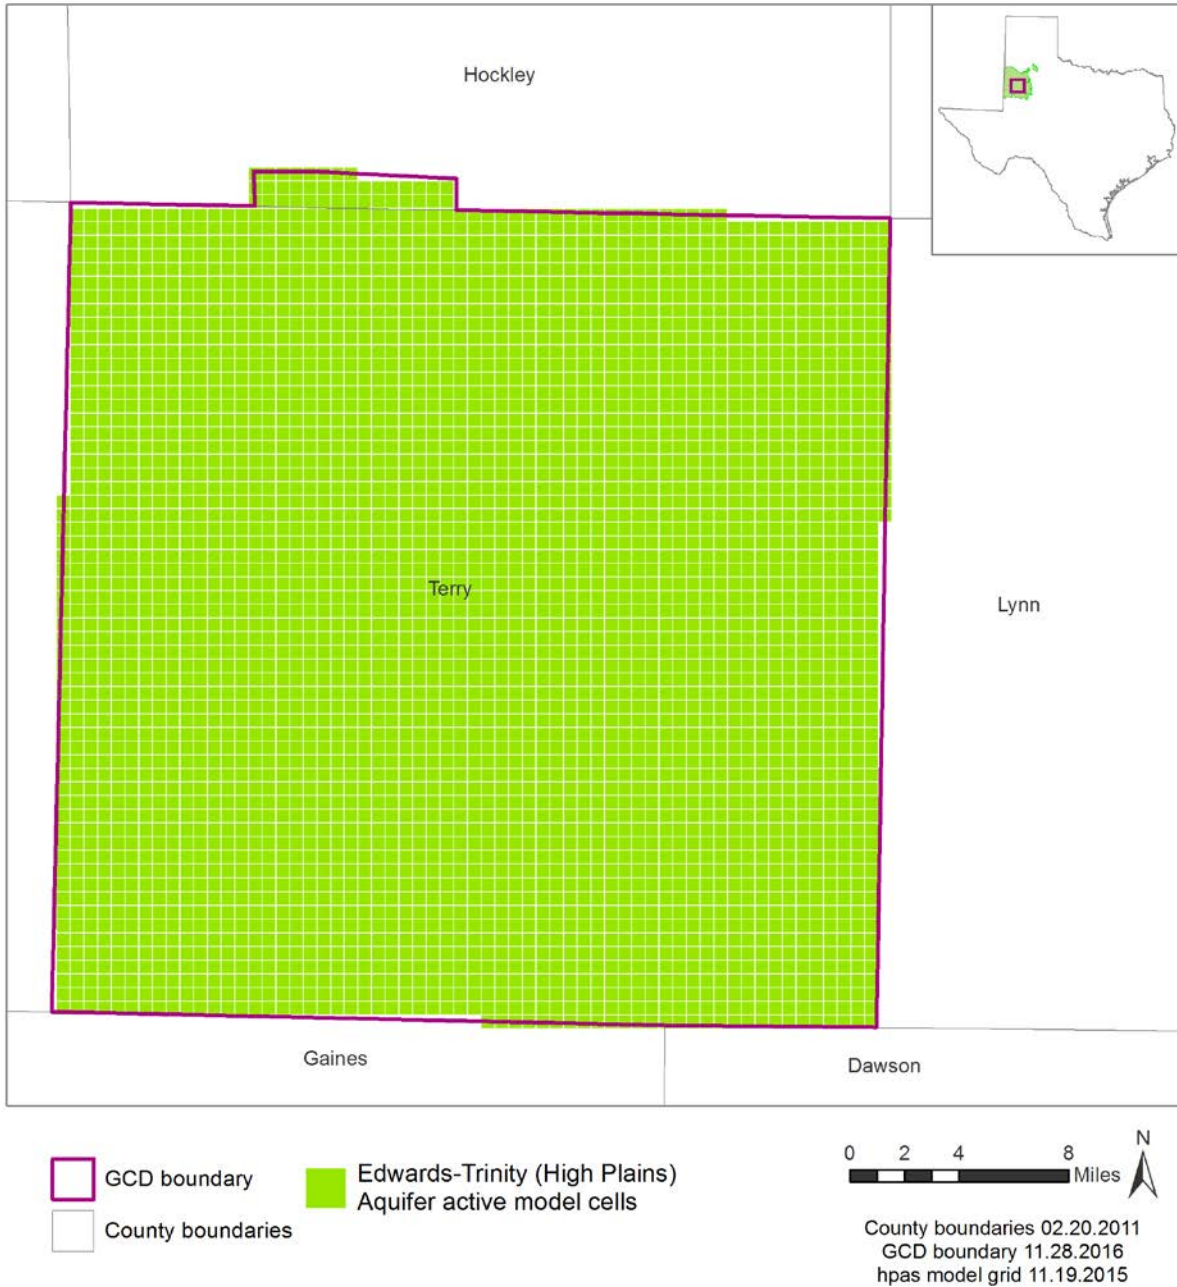 Hockley
Terry
Lynn
Gaines
Dawson
GCD boundary
County boundaries
Edwards-Trinity (High Plains)
Aquifer active model cells
0 2 4 8
Miles
N
County boundaries 02.20.2011
GCD boundary 11.28.2016
hpas model grid 11.19.2015